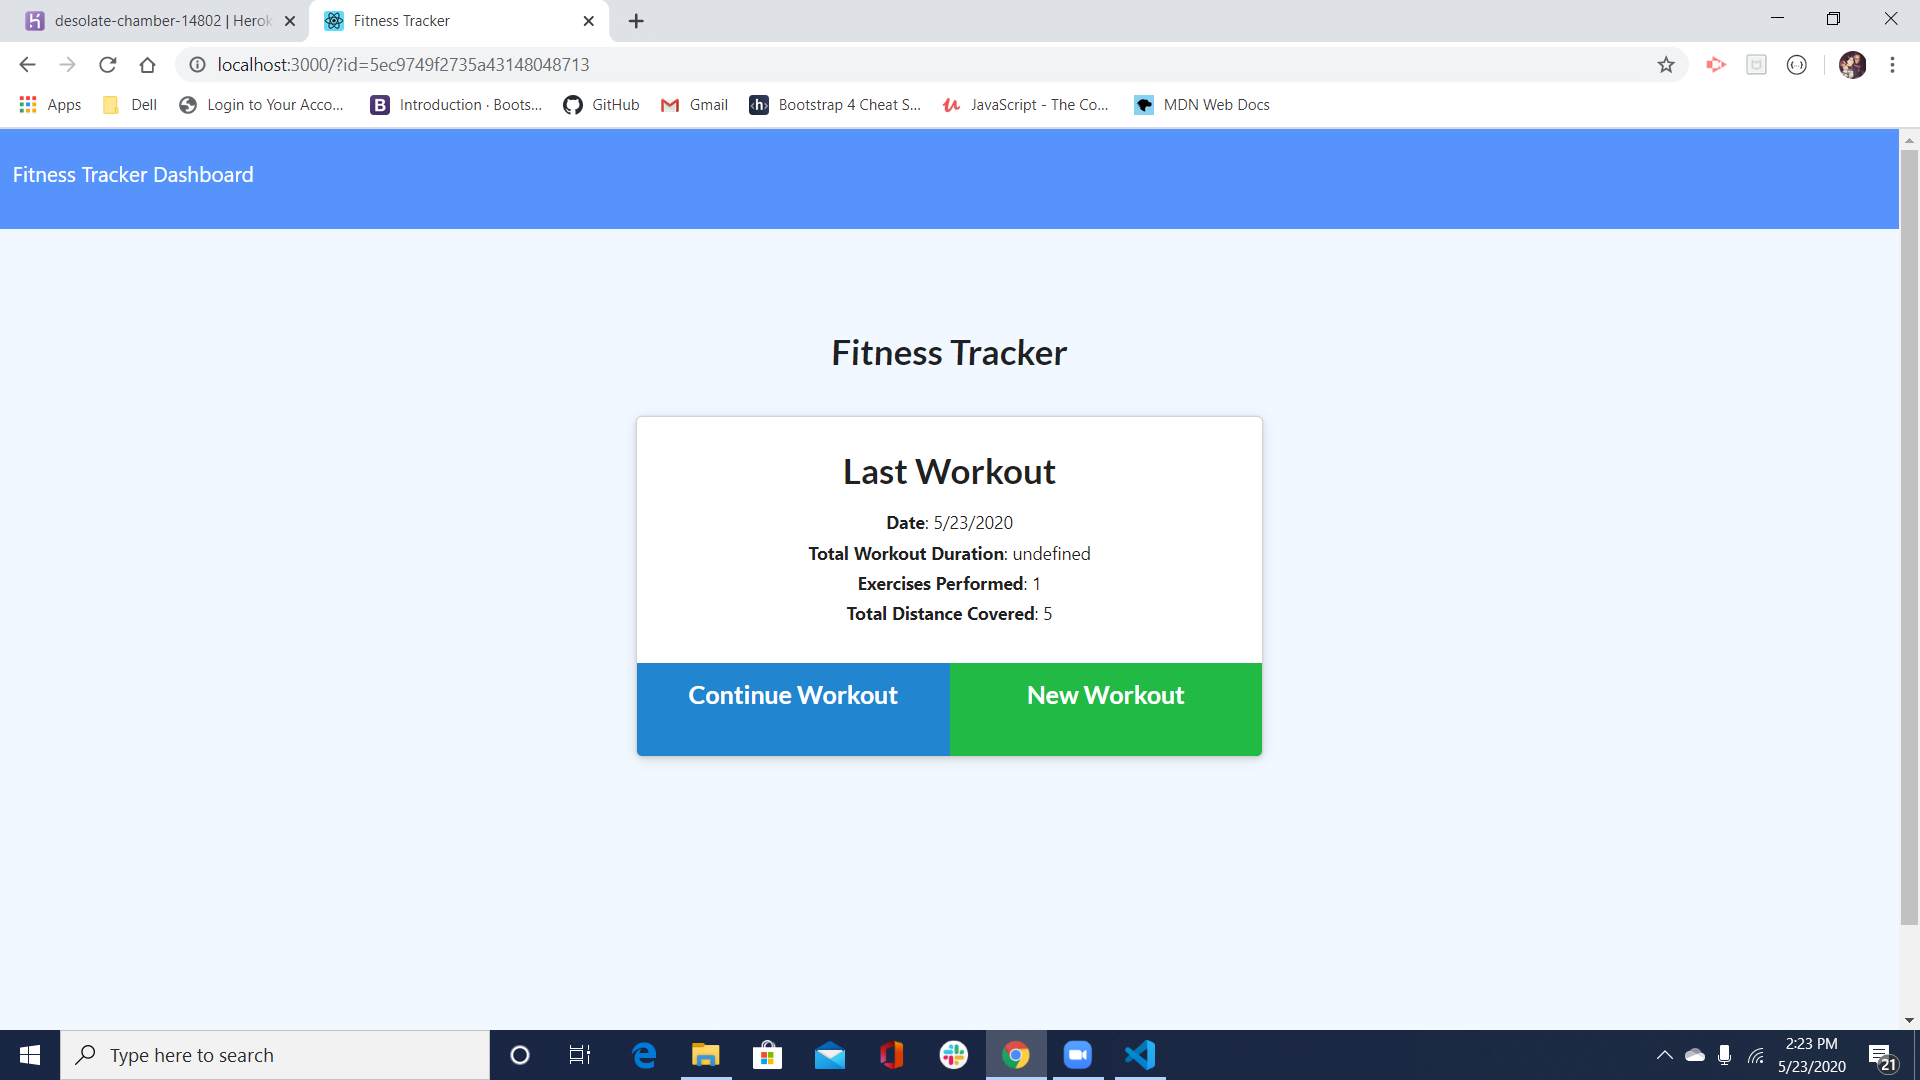 desolate-chamber-14802 | Herok
Fitness Tracker
localhost:3000/?id=5ec9749f2735a43148048713
Apps
Dell
Login to Your Acco...
B
Introduction · Boots...
GitHub
Gmail
Bootstrap 4 Cheat S...
JavaScript - The Co...
MDN Web Docs
Fitness Tracker Dashboard
Fitness Tracker
Last Workout
Date: 5/23/2020
Total Workout Duration: undefined
Exercises Performed: 1
Total Distance Covered: 5
Continue Workout
New Workout
Type here to search
2:23 PM
5/23/2020
21